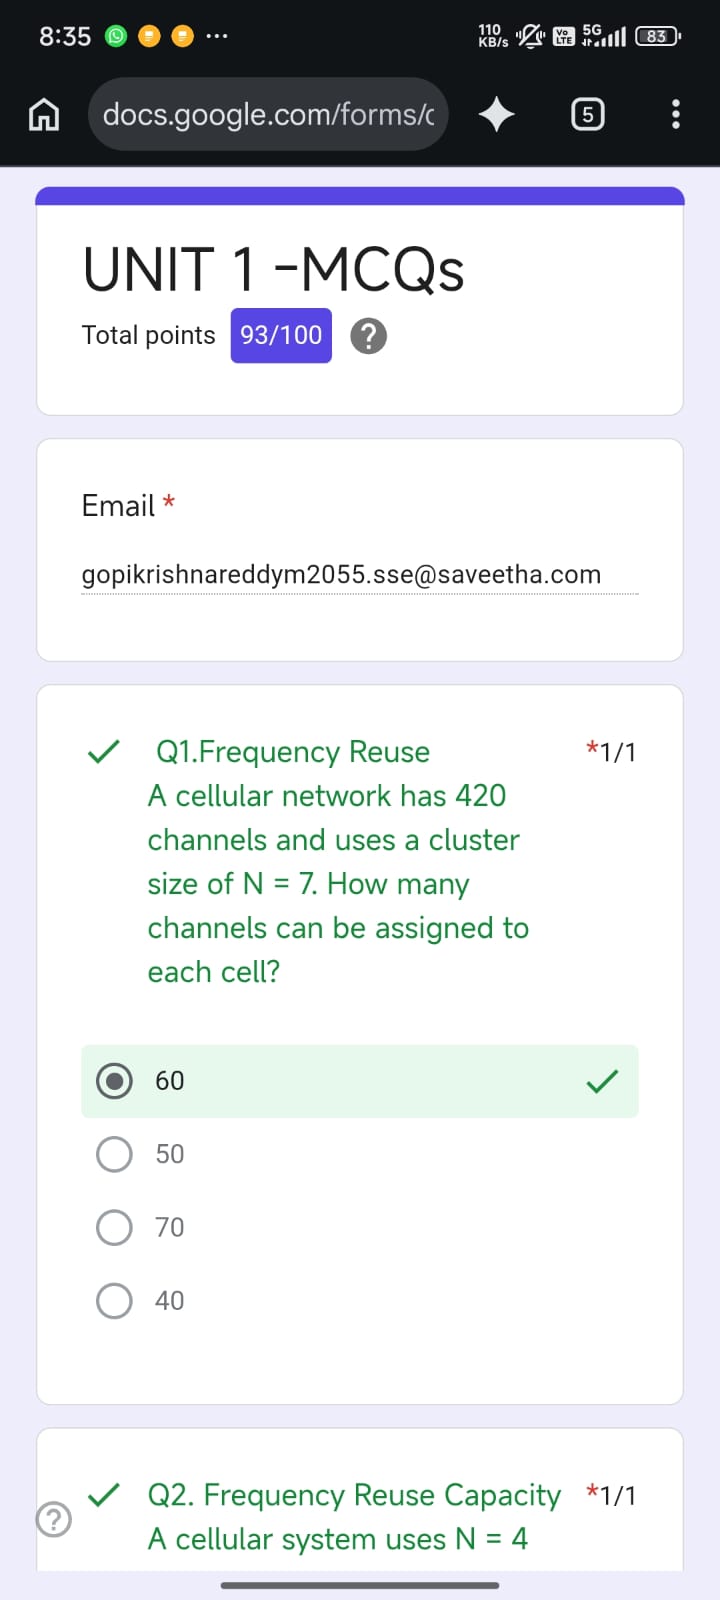 8:35 ... 110 KB/s Vo LTE 5G 83
docs.google.com/forms/c 5
UNIT 1 -MCQs
Total points 93/100 ?
Email *
gopikrishnareddym2055.sse@saveetha.com
Q1.Frequency Reuse *1/1
A cellular network has 420
channels and uses a cluster
size of N = 7. How many
channels can be assigned to
each cell?
60
50
70
40
Q2. Frequency Reuse Capacity *1/1
? A cellular system uses N = 4